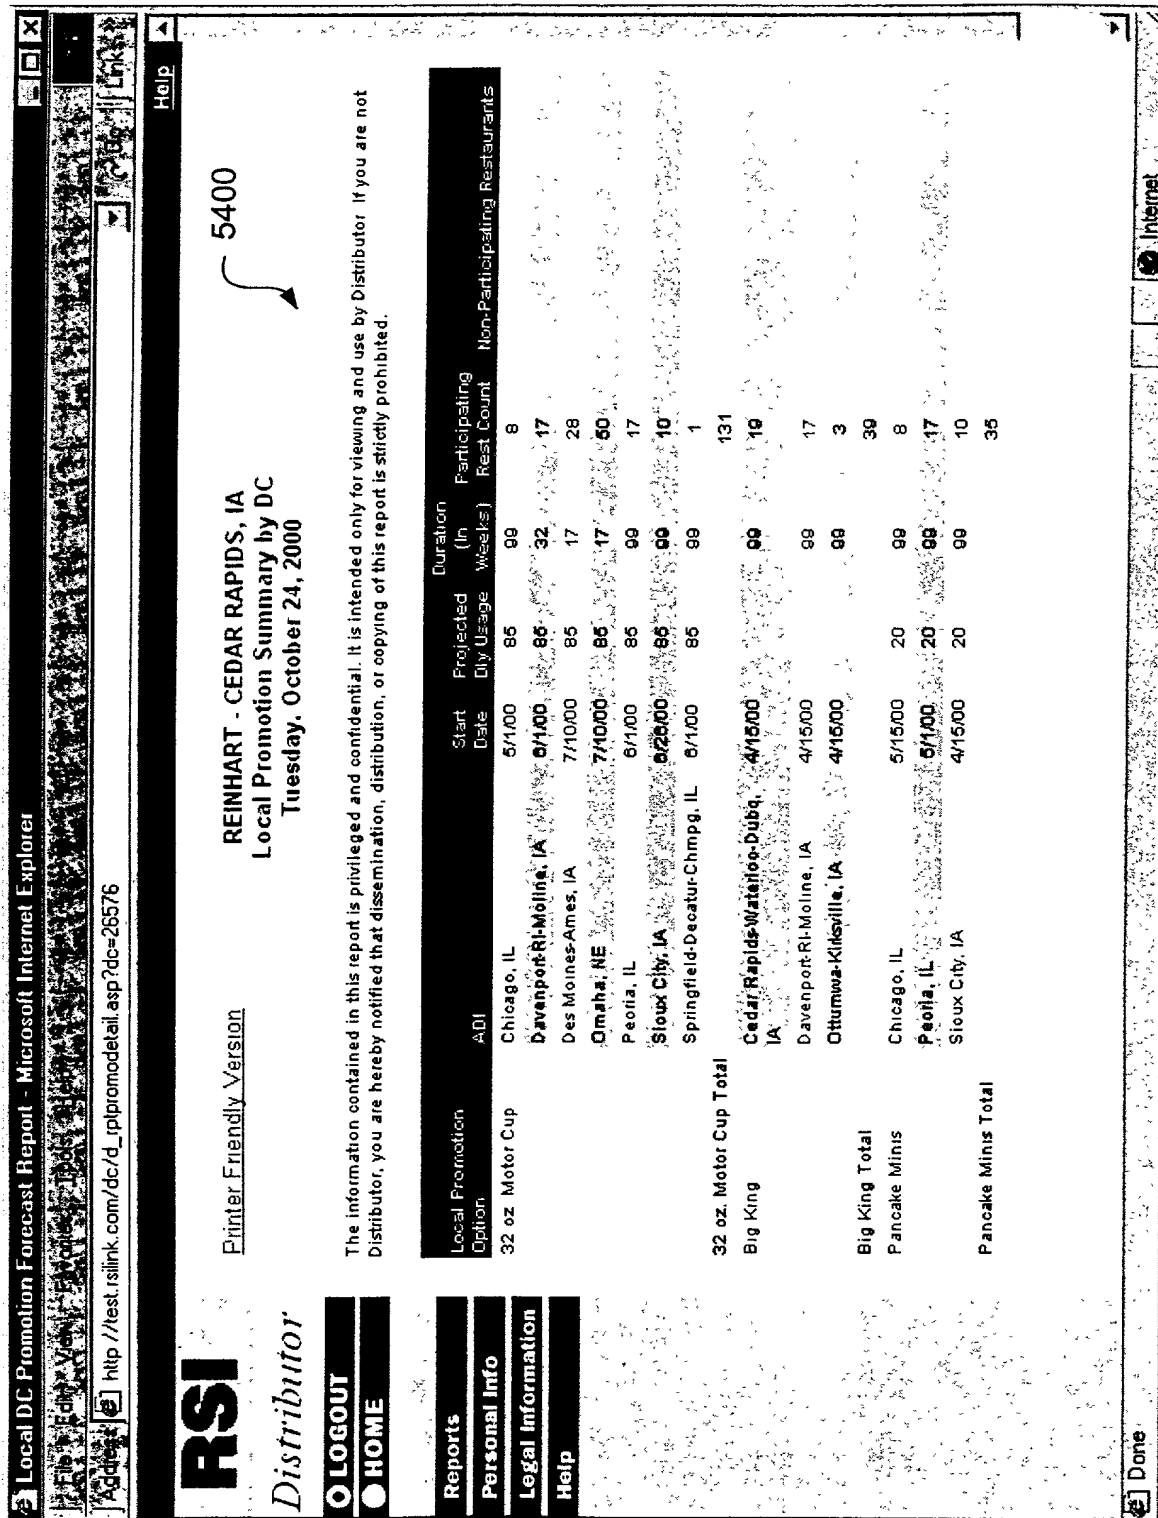 Local DC Promotion Forecast Report - Microsoft Internet Explorer
File Edit View Favorites Tools Help
Address http //test.rsilink.com/dc/d_rptpromodetail.asp?dc=26576 Go Links
Help
RSI
Distributor
LOGOUT
HOME
Reports
Personal Info
Legal Information
Help
Printer Friendly Version
REINHART - CEDAR RAPIDS, IA
Local Promotion Summary by DC
Tuesday, October 24, 2000
5400
The information contained in this report is privileged and confidential. It is intended only for viewing and use by Distributor If you are not
Distributor, you are hereby notified that dissemination, distribution, or copying of this report is strictly prohibited.
Local Promotion Option ADI Start Date Projected Dly Usage Duration (In Weeks) Participating Rest Count Non-Participating Restaurants
32 oz Motor Cup Chicago, IL 5/1/00 85 99 8
Davenport-RI-Moline, IA 6/1/00 85 32 17
Des Moines-Ames, IA 7/10/00 85 17 28
Omaha, NE 7/10/00 85 17 50
Peoria, IL 6/1/00 85 99 17
Sioux City, IA 6/26/00 85 99 10
Springfield-Decatur-Chmpg, IL 6/1/00 85 99 1
32 oz. Motor Cup Total 131
Big King Cedar Rapids-Waterloo-Dubq, IA 4/15/00 99 19
Davenport-RI-Moline, IA 4/15/00 99 17
Ottumwa-Kirksville, IA 4/15/00 99 3
Big King Total 39
Pancake Minis Chicago, IL 5/15/00 20 99 8
Peoria, IL 5/1/00 20 99 17
Sioux City, IA 4/15/00 20 99 10
Pancake Minis Total 35
Done Internet